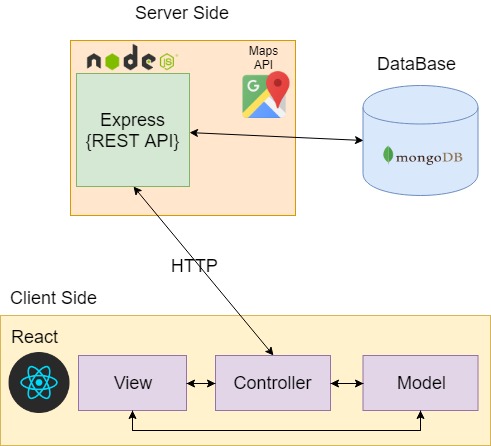 Server Side
node
JS
Maps
API
G
DataBase
Express
{REST API}
mongoDB
HTTP
Client Side
React
View
Controller
Model